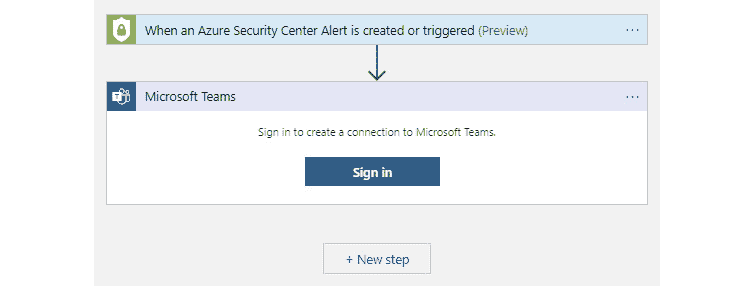 When an Azure Security Center Alert is created or triggered (Preview)
Microsoft Teams
Sign in to create a connection to Microsoft Teams.
Sign in
+ New step